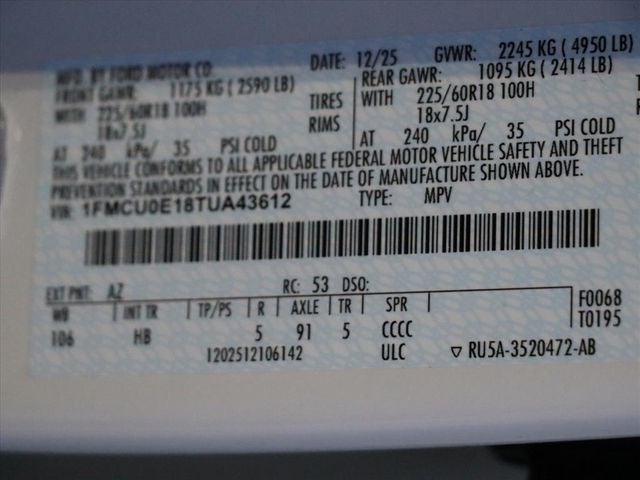 MFD. BY FORD MOTOR CO. DATE: 12/25 GVWR: 2245 KG ( 4950 LB)
FRONT GAWR: 1175 KG ( 2590 LB) REAR GAWR: 1095 KG ( 2414 LB)
WITH 225/60R18 100H TIRES WITH 225/60R18 100H
18x7.5J RIMS 18x7.5J
AT 240 kPa/ 35 PSI COLD AT 240 kPa/ 35 PSI COLD
THIS VEHICLE CONFORMS TO ALL APPLICABLE FEDERAL MOTOR VEHICLE SAFETY AND THEFT
PREVENTION STANDARDS IN EFFECT ON THE DATE OF MANUFACTURE SHOWN ABOVE.
VIN: 1FMCU0E18TUA43612 TYPE: MPV
EXT PNT: AZ RC: 53 DSO:
WB INT TR TP/PS R AXLE TR SPR F0068
106 HB 5 91 5 CCCC T0195
1202512106142 ULC ▽ RU5A-3520472-AB